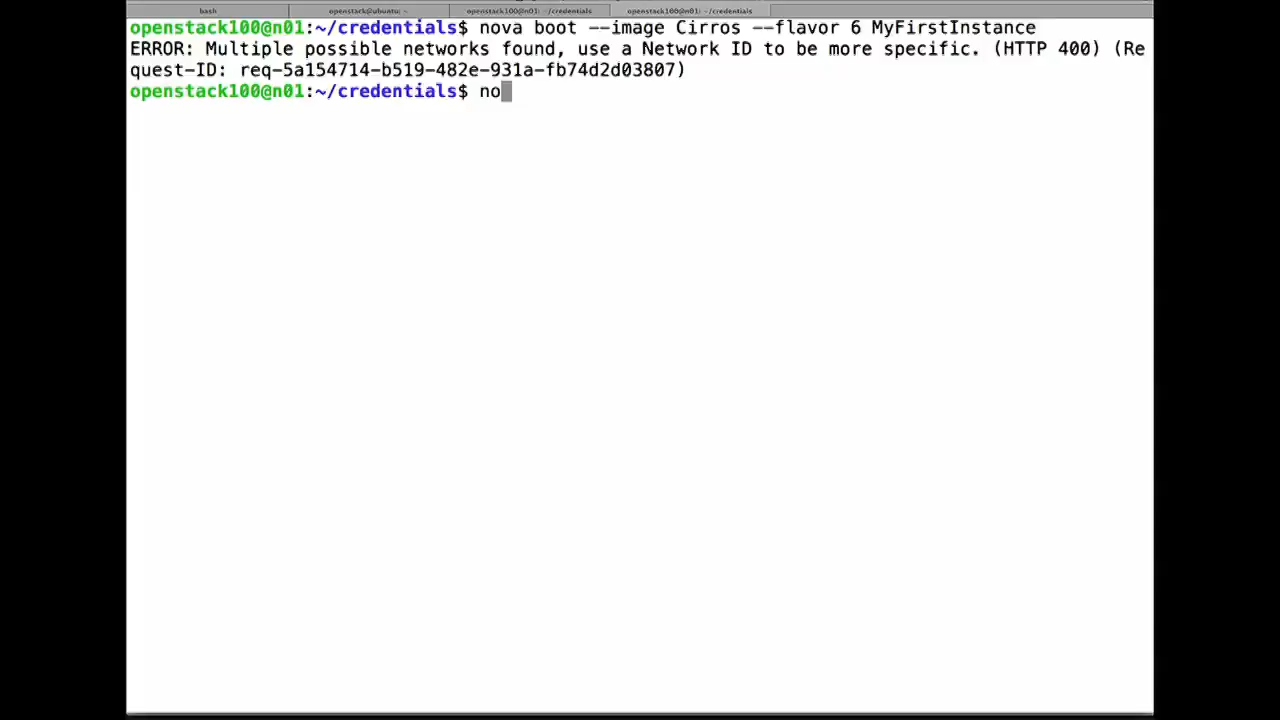 bash openstack@ubuntu: ~ openstack100@n01: ~/credentials openstack100@n01: ~/credentials
openstack100@n01:~/credentials$ nova boot --image Cirros --flavor 6 MyFirstInstance
ERROR: Multiple possible networks found, use a Network ID to be more specific. (HTTP 400) (Re
quest-ID: req-5a154714-b519-482e-931a-fb74d2d03807)
openstack100@n01:~/credentials$ no